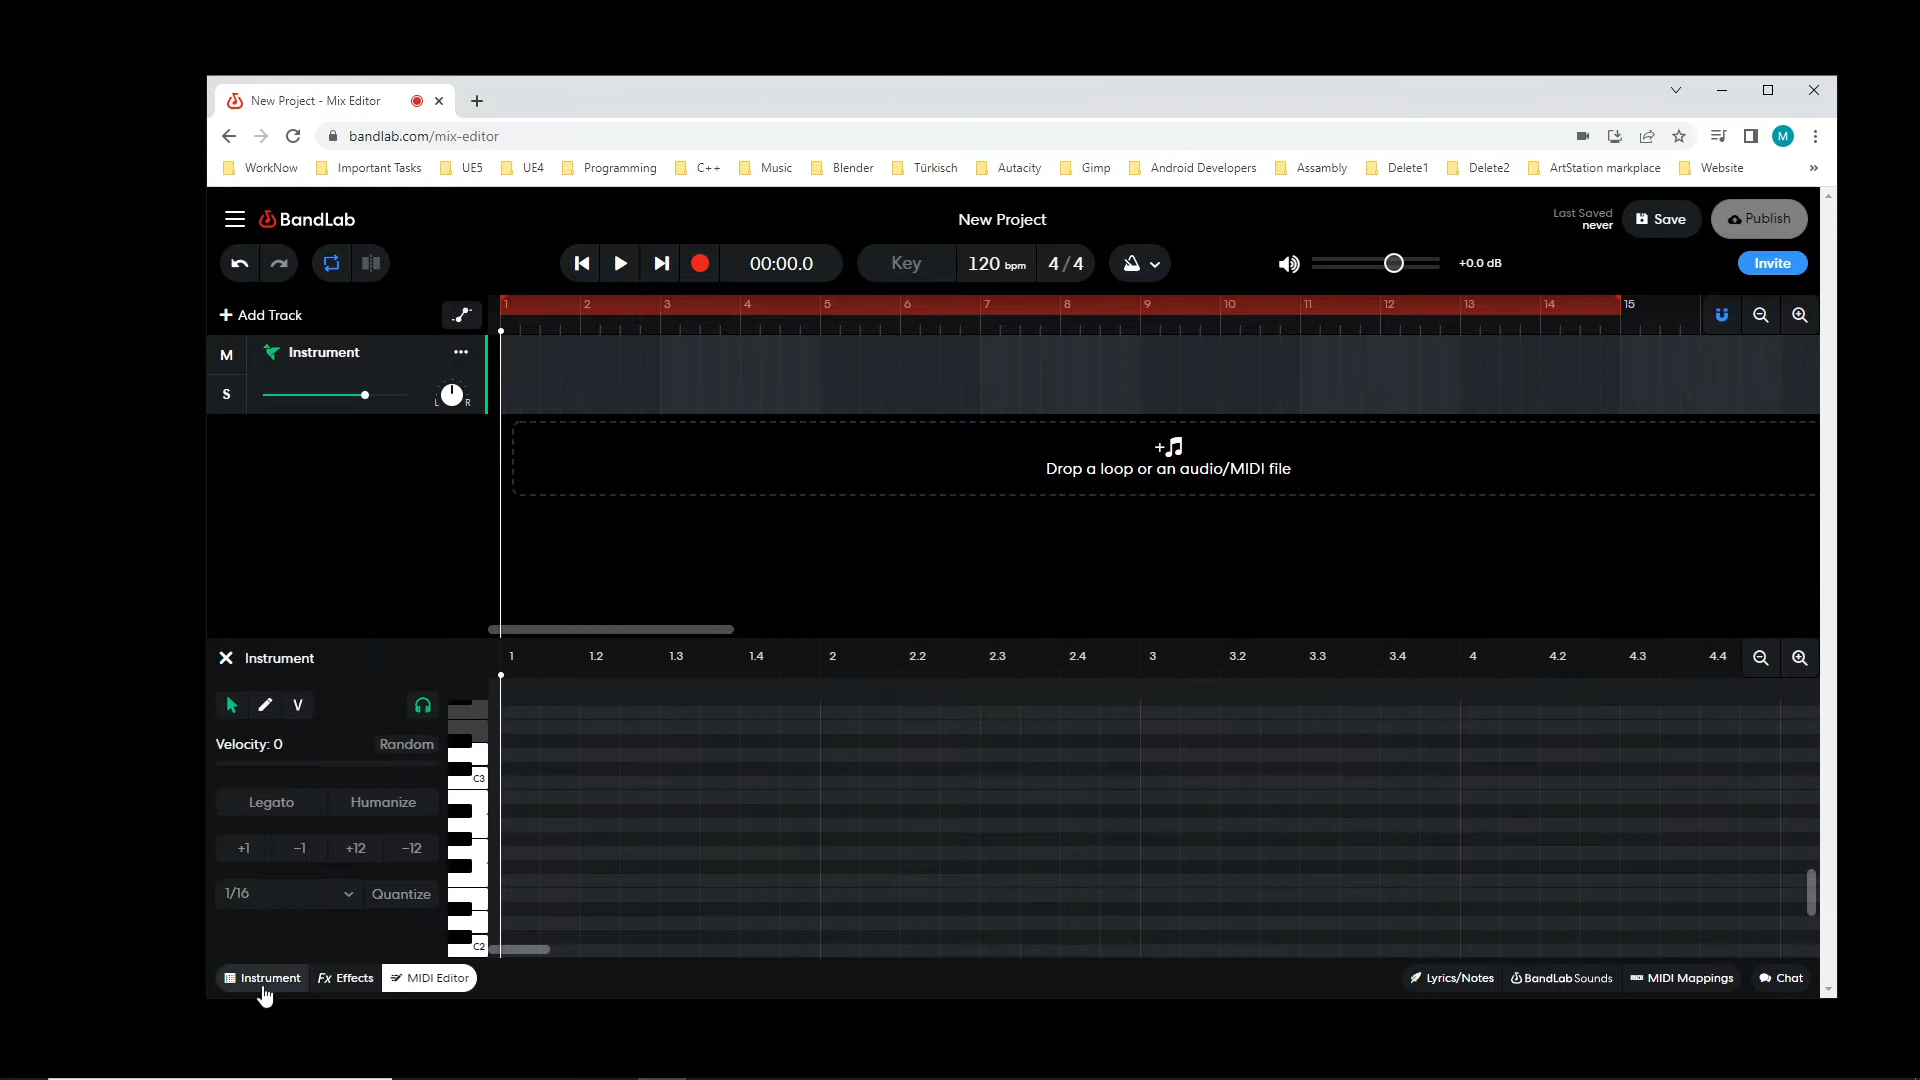 New Project - Mix Editor
bandlab.com/mix-editor
M
WorkNow Important Tasks UE5 UE4 Programming C++ Music Blender Türkisch Autacity Gimp Android Developers Assambly Delete1 Delete2 ArtStation markplace Website »
BandLab
New Project
Last Saved
never
Save
Publish
00:00.0
Key
120 bpm
4/4
+0.0 dB
Invite
+ Add Track
1 2 3 4 5 6 7 8 9 10 11 12 13 14 15
M
Instrument
S
L R
Drop a loop or an audio/MIDI file
Instrument
1 1.2 1.3 1.4 2 2.2 2.3 2.4 3 3.2 3.3 3.4 4 4.2 4.3 4.4
V
Velocity: 0 Random
C3
Legato Humanize
+1 -1 +12 -12
1/16 Quantize
C2
Instrument Fx Effects MIDI Editor
Lyrics/Notes BandLab Sounds MIDI Mappings Chat